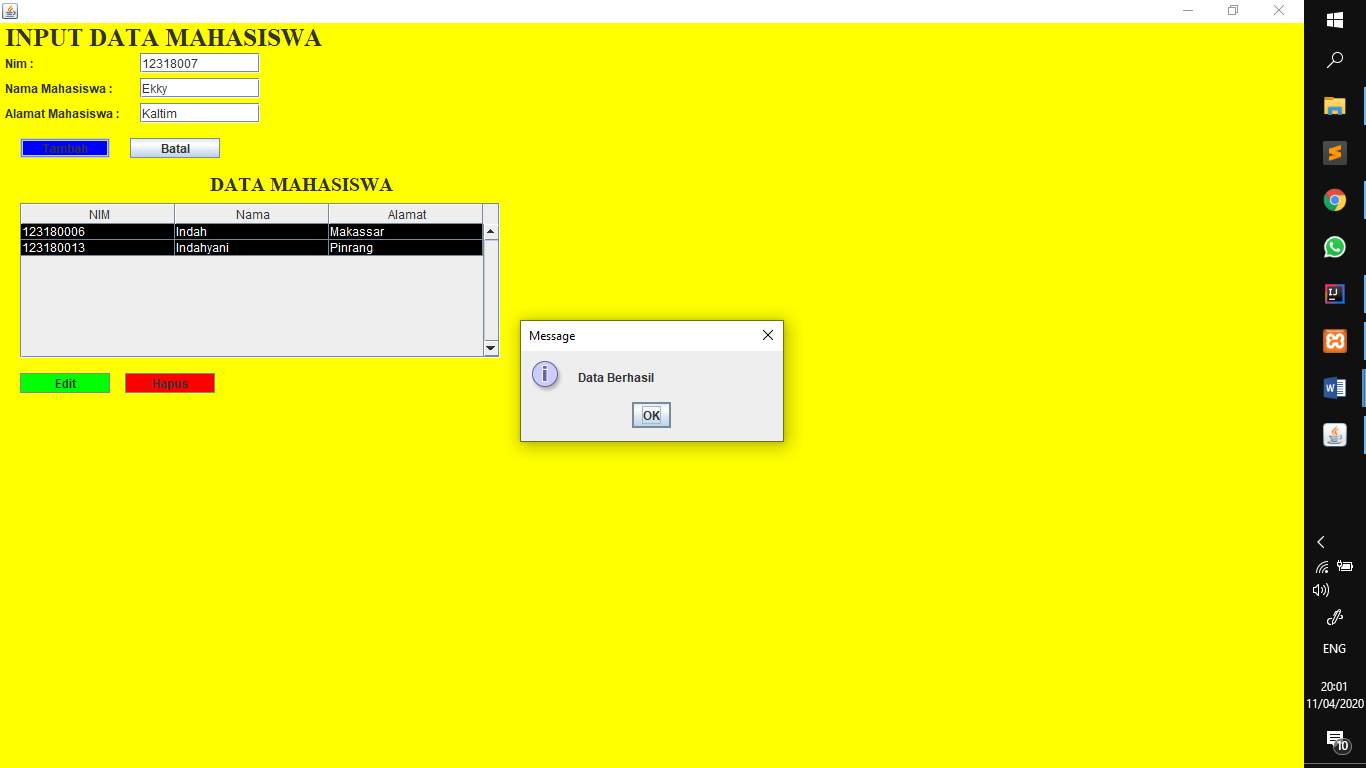 INPUT DATA MAHASISWA
Nim : 12318007
Nama Mahasiswa : Ekky
Alamat Mahasiswa : Kaltim
Tambah Batal
DATA MAHASISWA
NIM Nama Alamat
123180006 Indah Makassar
123180013 Indahyani Pinrang
Edit Hapus
Message
Data Berhasil
OK
ENG
20:01
11/04/2020
10